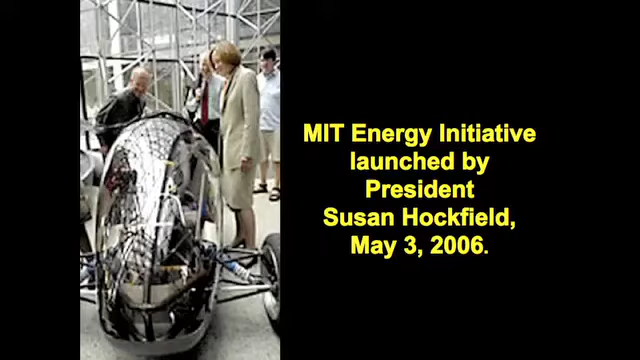 MIT Energy Initiative
launched by
President
Susan Hockfield,
May 3, 2006.